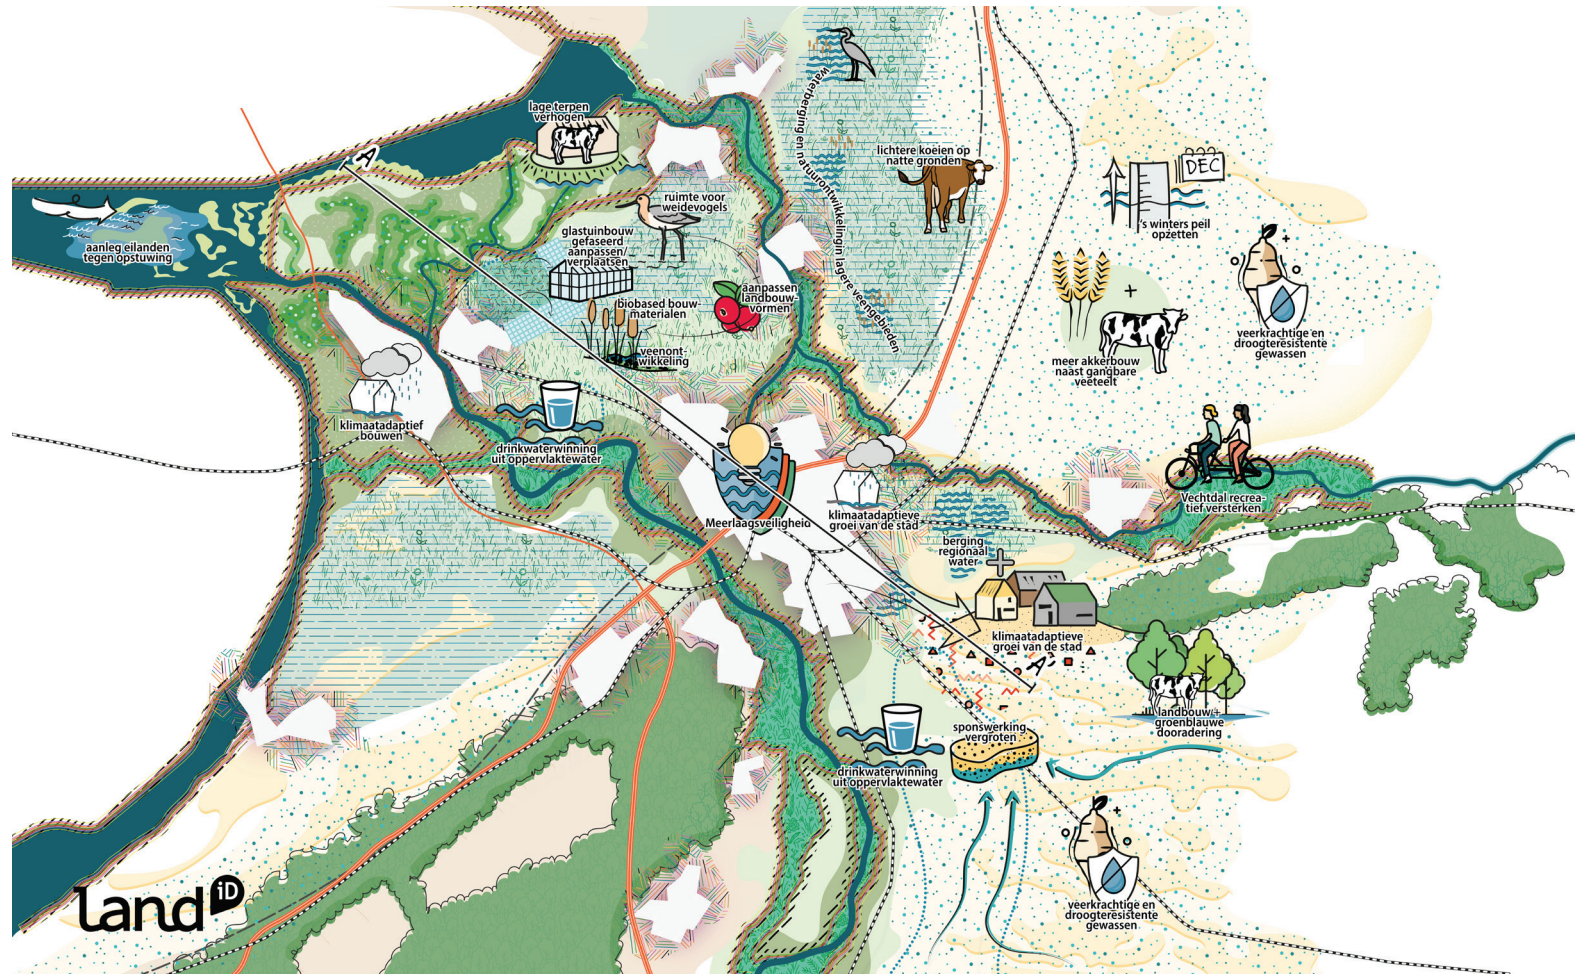 lage terpen
verhogen
A
waterberging en natuurontwikkelingin lagere veengebieden
lichtere koeien op
natte gronden
DEC
's winters peil
opzetten
ruimte voor
weidevogels
aanleg eilanden
tegen opstuwing
glastuinbouw
gefaseerd
aanpassen/
verplaatsen
biobased bouw-
materialen
aanpassen
landbouw-
vormen
veenont-
wikkeling
+
meer akkerbouw
naast gangbare
veeteelt
+
veerkrachtige en
droogteresistente
gewassen
klimaatadaptief
bouwen
drinkwaterwinning
uit oppervlaktewater
Meerlaagsveiligheid
klimaatadaptieve
groei van de stad
Vechtdal recrea-
tief versterken
berging
regionaal
water
+
klimaatadaptieve
groei van de stad
A'
landbouw +
groenblauwe
dooradering
sponswerking
vergroten
drinkwaterwinning
uit oppervlaktewater
+
veerkrachtige en
droogteresistente
gewassen
land iD